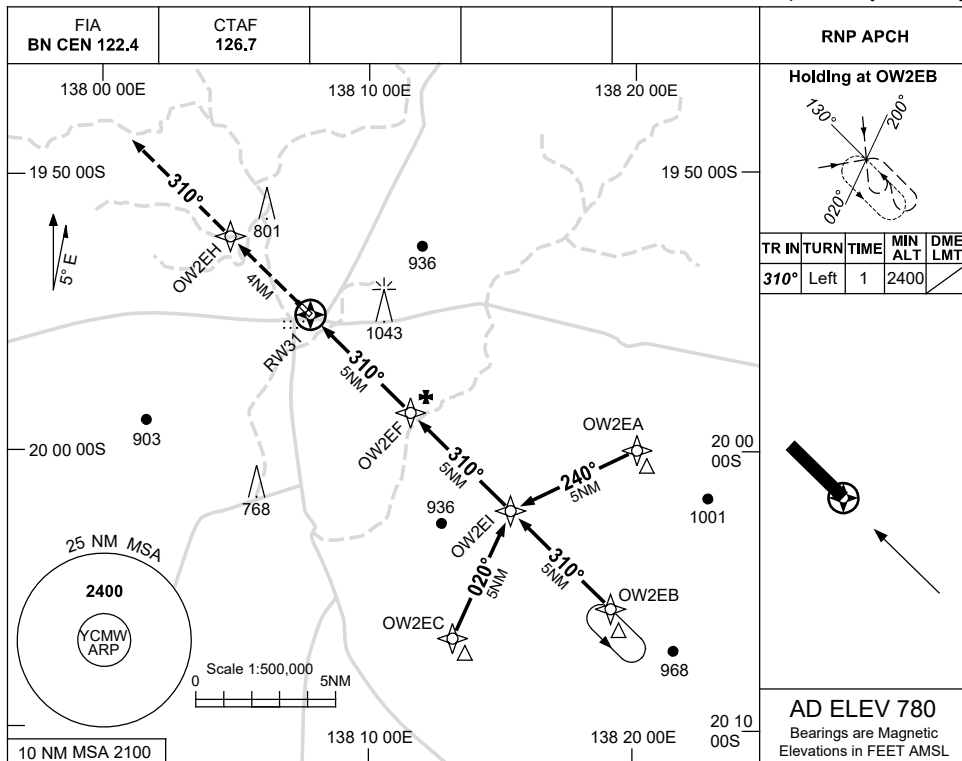 FIA
BN CEN 122.4
CTAF
126.7
RNP APCH
138 00 00E
138 10 00E
138 20 00E
Holding at OW2EB
130°
200°
020°
19 50 00S
19 50 00S
310°
801
OW2EH
936
5° E
4NM
TR IN TURN TIME MIN ALT DME LMT
310° Left 1 2400
1043
RW31
310°
5NM
OW2EF
OW2EA
903
20 00 00S
20 00
00S
310°
5NM
240°
5NM
768
936
1001
OW2EI
25 NM MSA
2400
310°
5NM
020°
5NM
OW2EB
YCMW
ARP
OW2EC
968
Scale 1:500,000
0 5NM
AD ELEV 780
20 10
00S
Bearings are Magnetic
Elevations in FEET AMSL
10 NM MSA 2100
138 10 00E
138 20 00E